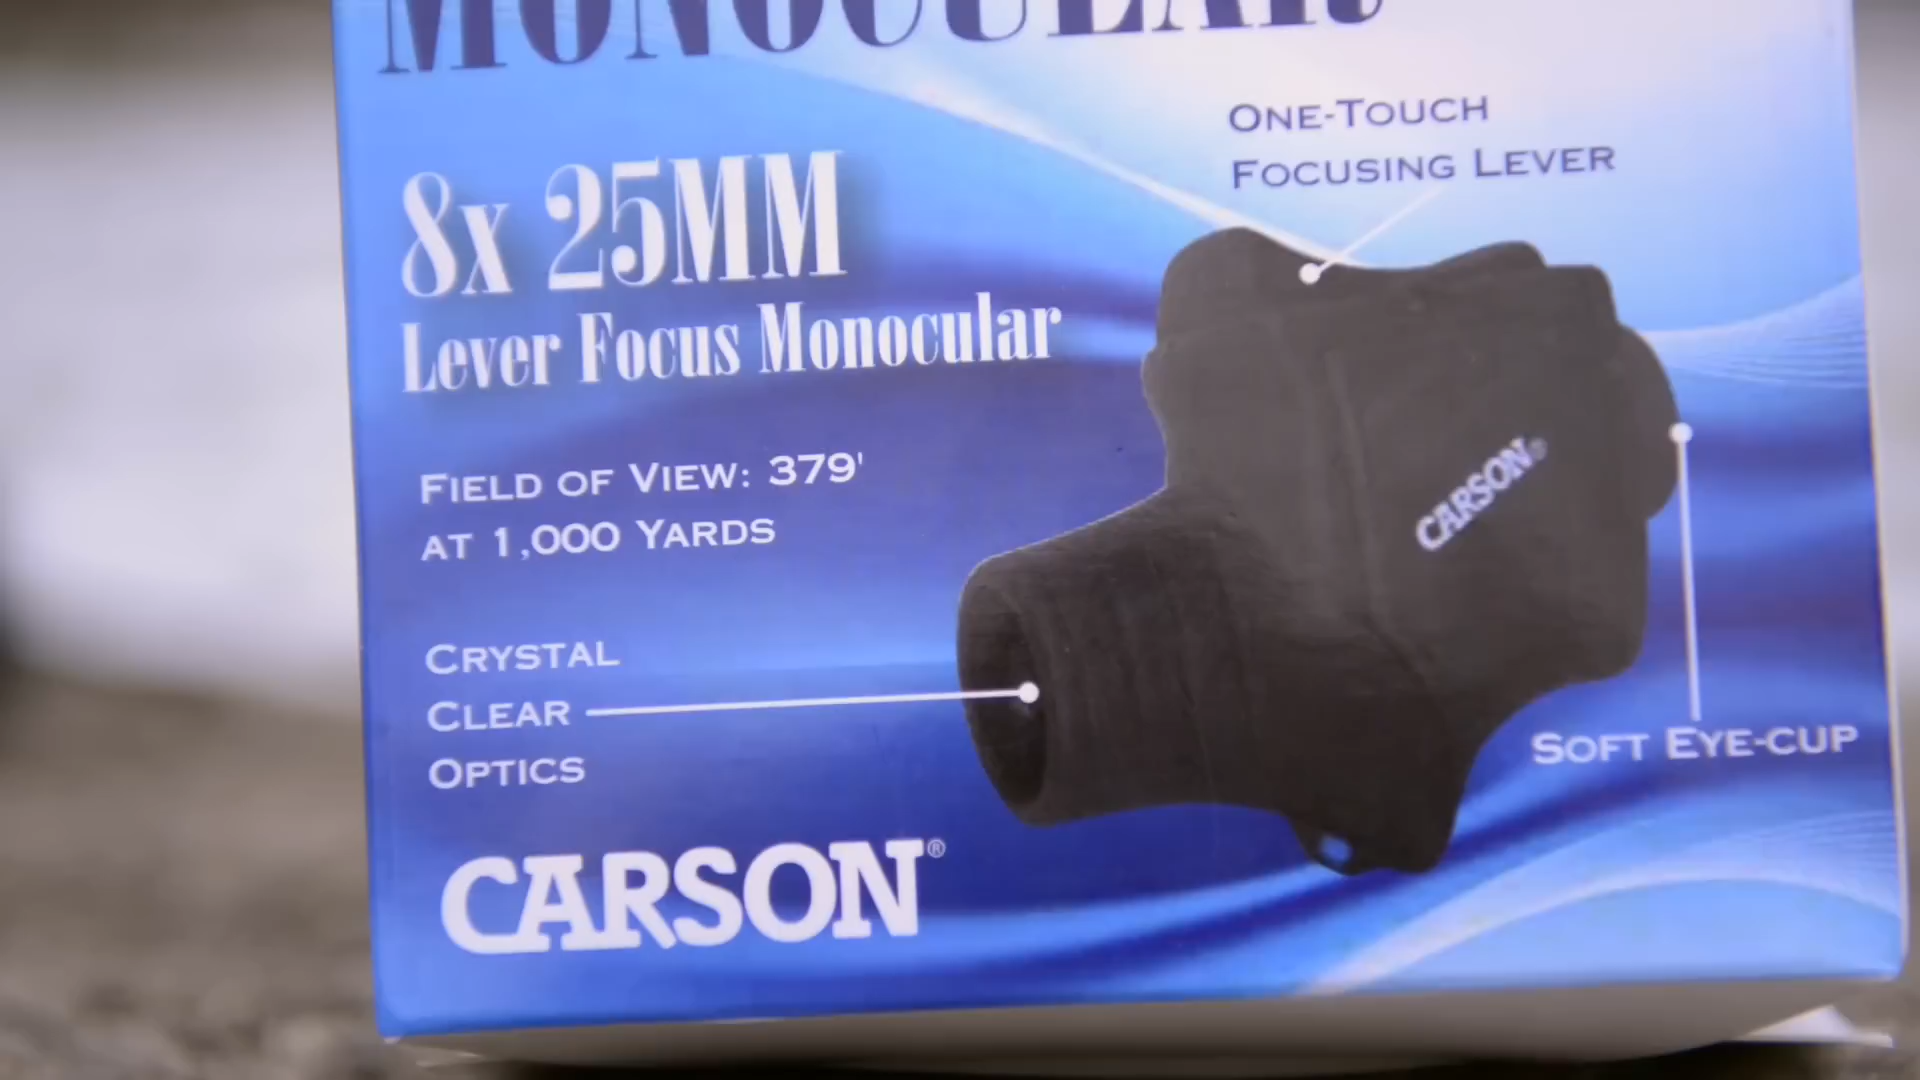 MONOCULAR
ONE-TOUCH
FOCUSING LEVER
8x 25MM
Lever Focus Monocular
FIELD OF VIEW: 379'
AT 1,000 YARDS
CARSON®
CRYSTAL
CLEAR
OPTICS
SOFT EYE-CUP
CARSON®